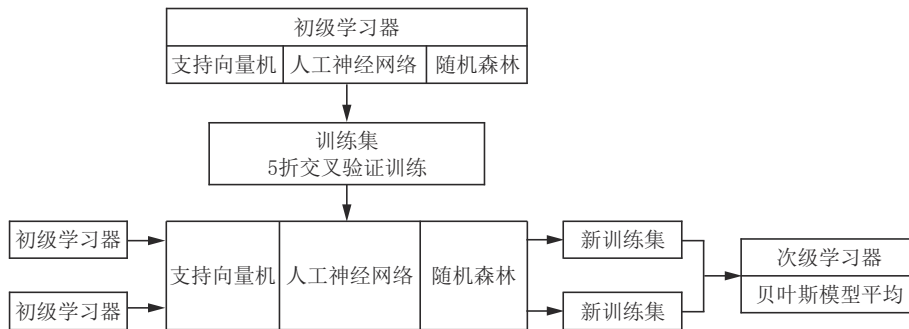 初级学习器
支持向量机 人工神经网络 随机森林
训练集
5折交叉验证训练
初级学习器
初级学习器
支持向量机 人工神经网络 随机森林
新训练集
新训练集
次级学习器
贝叶斯模型平均